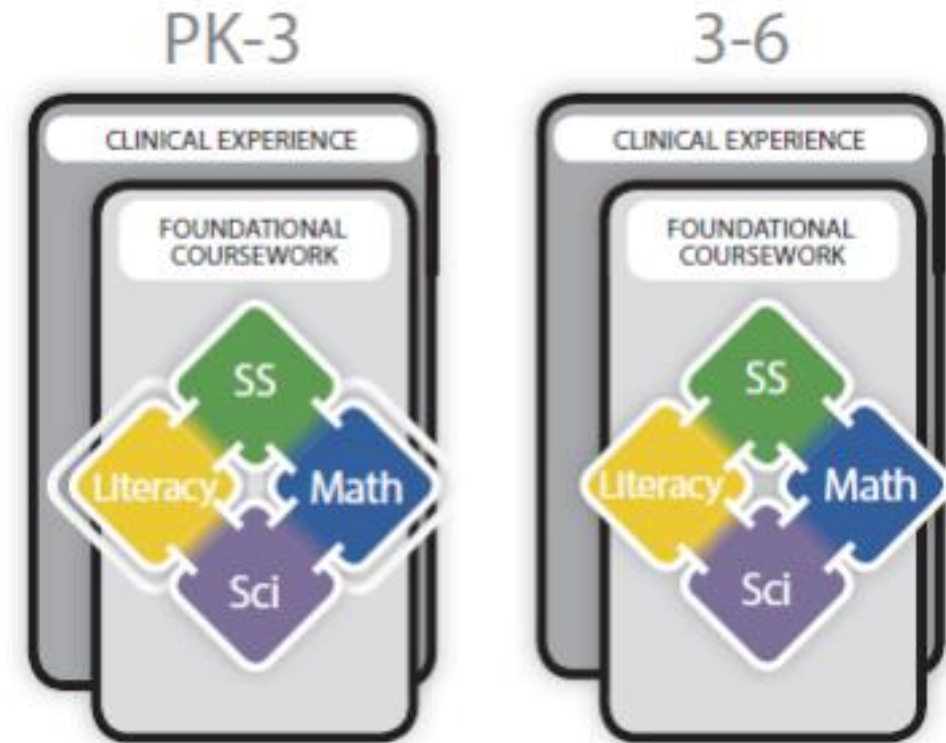 PK-3
CLINICAL EXPERIENCE
FOUNDATIONAL
COURSEWORK
SS
Literacy
Math
Sci
3-6
CLINICAL EXPERIENCE
FOUNDATIONAL
COURSEWORK
SS
Literacy
Math
Sci